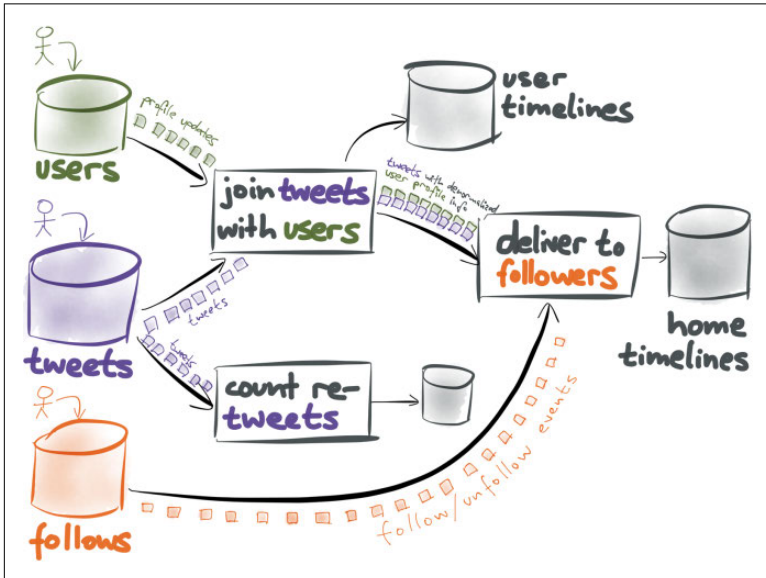 users
profile updates
user
timelines
join tweets
with users
tweets with denormalized
user profile info
deliver to
followers
home
timelines
tweets
tweets
tweets
count re-
tweets
follows
follow/unfollow events